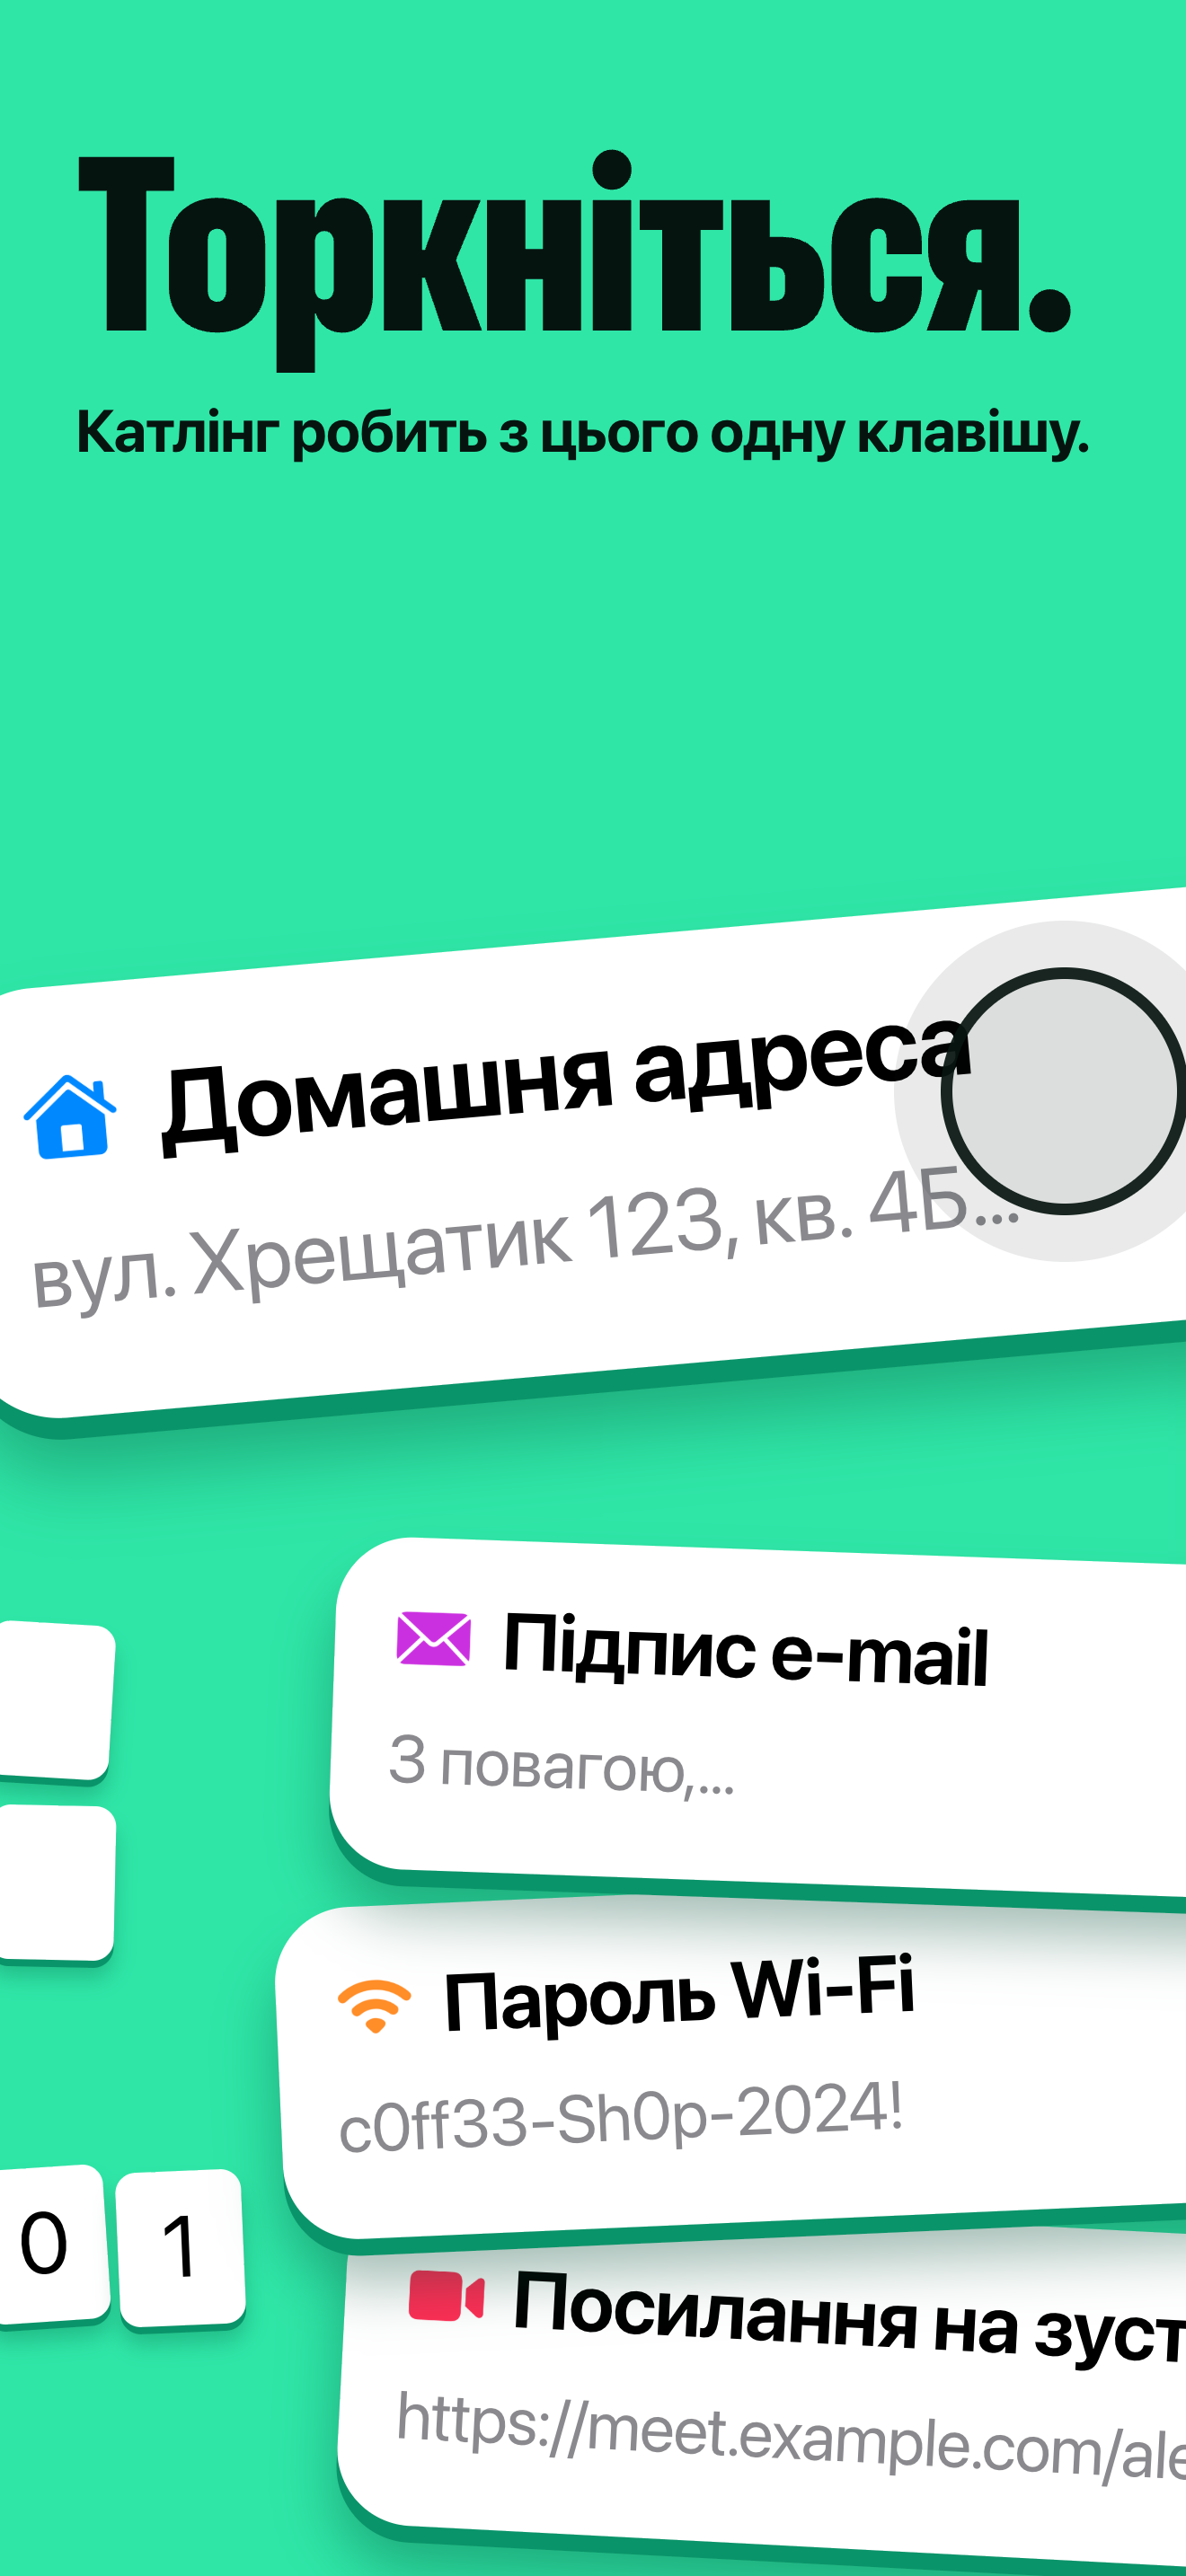 Торкніться.
Катлінг робить з цього одну клавішу.
Домашня адреса
вул. Хрещатик 123, кв. 4Б...
Підпис e-mail
З повагою,...
Пароль Wi-Fi
c0ff33-Sh0p-2024!
0
1
Посилання на зуст
https://meet.example.com/ale